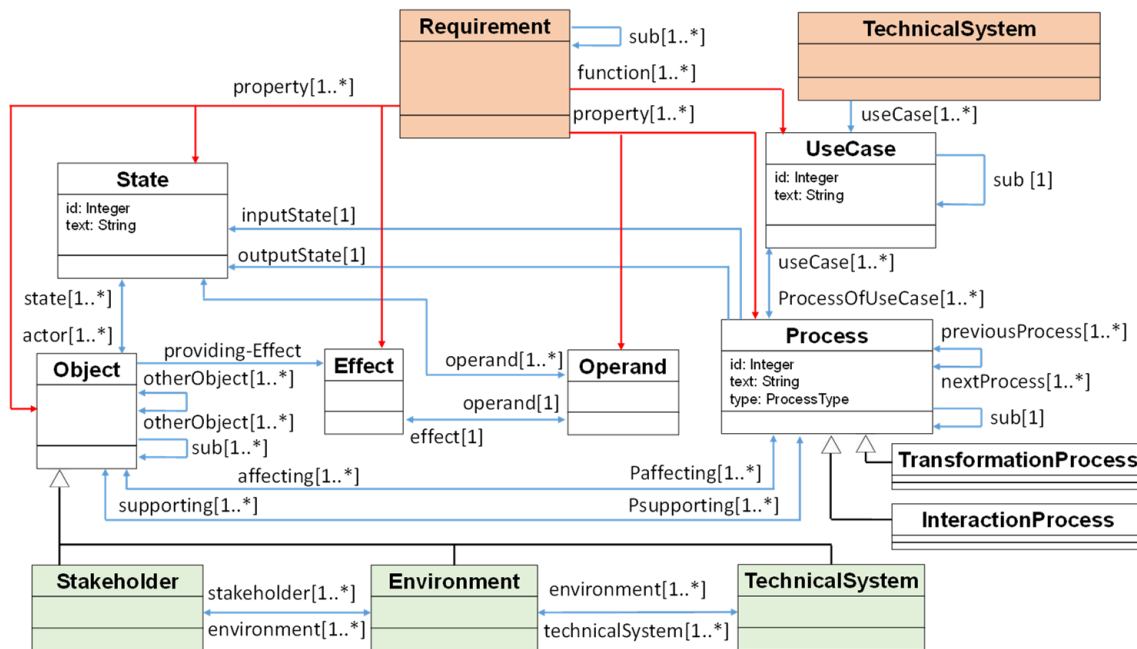 Requirement
sub[1..*]
TechnicalSystem
function[1..*]
property[1..*]
property[1..*]
useCase[1..*]
UseCase
id: Integer
text: String
sub [1]
State
id: Integer
text: String
inputState[1]
outputState[1]
useCase[1..*]
ProcessOfUseCase[1..*]
state[1..*]
actor[1..*]
Process
id: Integer
text: String
type: ProcessType
previousProcess[1..*]
nextProcess[1..*]
sub[1]
Object
providing-Effect
otherObject[1..*]
otherObject[1..*]
sub[1..*]
Effect
operand[1..*]
operand[1]
effect[1]
Operand
affecting[1..*]
Paffecting[1..*]
supporting[1..*]
Psupporting[1..*]
TransformationProcess
InteractionProcess
Stakeholder
stakeholder[1..*]
environment[1..*]
Environment
environment[1..*]
technicalSystem[1..*]
TechnicalSystem